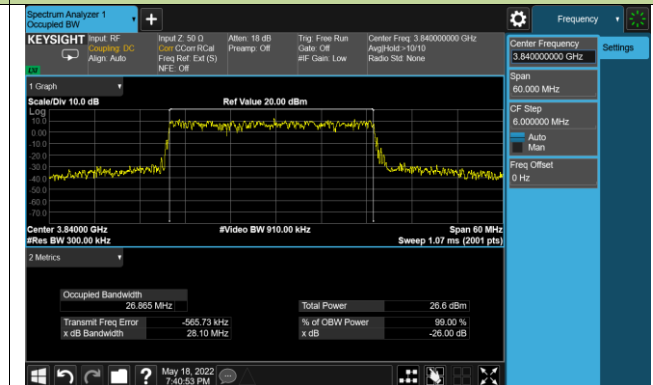 Spectrum Analyzer 1
Occupied BW
+
Frequency
KEYSIGHT
Input: RF
Coupling: DC
Align: Auto
Input Z: 50 Ω
Corr CCorr RCal
Freq Ref: Ext (S)
NFE: Off
Atten: 18 dB
Preamp: Off
Trig: Free Run
Gate: Off
#IF Gain: Low
Center Freq: 3.840000000 GHz
Avg|Hold:>10/10
Radio Std: None
Center Frequency
3.840000000 GHz
Settings
Span
60.000 MHz
CF Step
6.000000 MHz
Auto
Man
Freq Offset
0 Hz
1 Graph
Scale/Div 10.0 dB
Ref Value 20.00 dBm
Log
10.0
0.00
-10.0
-20.0
-30.0
-40.0
-50.0
-60.0
-70.0
Center 3.84000 GHz
#Video BW 910.00 kHz
Span 60 MHz
#Res BW 300.00 kHz
Sweep 1.07 ms (2001 pts)
2 Metrics
Occupied Bandwidth
26.865 MHz
Total Power
26.6 dBm
Transmit Freq Error
-565.73 kHz
% of OBW Power
99.00 %
x dB Bandwidth
28.10 MHz
x dB
-26.00 dB
?
May 18, 2022
7:40:53 PM